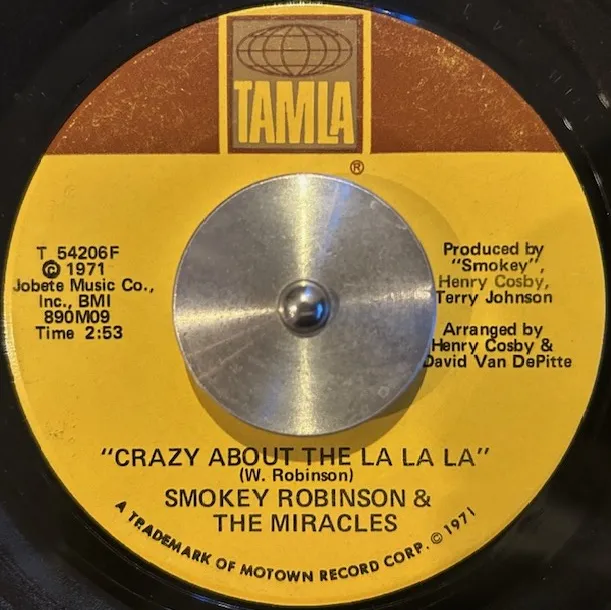 TAMLA
®
T 54206F
© 1971
Jobete Music Co.,
Inc., BMI
890M09
Time 2:53
Produced by
"Smokey",
Henry Cosby,
Terry Johnson
Arranged by
Henry Cosby &
David Van DePitte
"CRAZY ABOUT THE LA LA LA"
(W. Robinson)
SMOKEY ROBINSON &
THE MIRACLES
A TRADEMARK OF MOTOWN RECORD CORP. © 1971